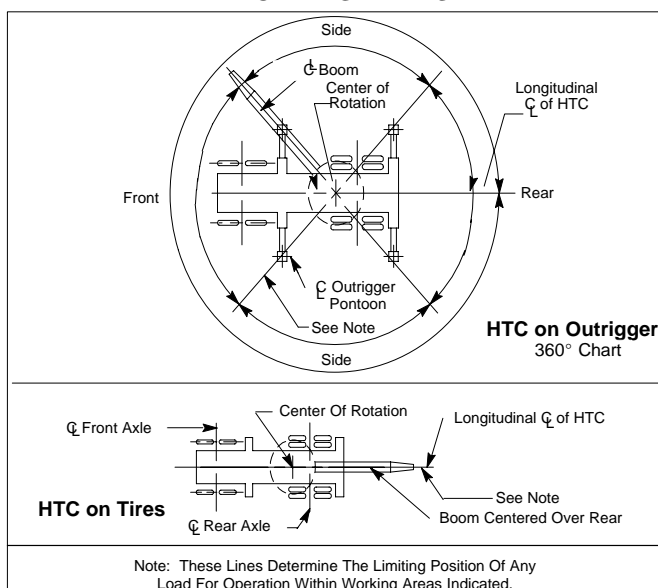 Side
℄ Boom
Center of
Rotation
Longitudinal
℄ of HTC
Front
Rear
℄ Outrigger
Pontoon
See Note
HTC on Outrigger
360° Chart
Side
Center Of Rotation
Longitudinal ℄ of HTC
℄ Front Axle
See Note
HTC on Tires
Boom Centered Over Rear
℄ Rear Axle
Note: These Lines Determine The Limiting Position Of Any
Load For Operation Within Working Areas Indicated.